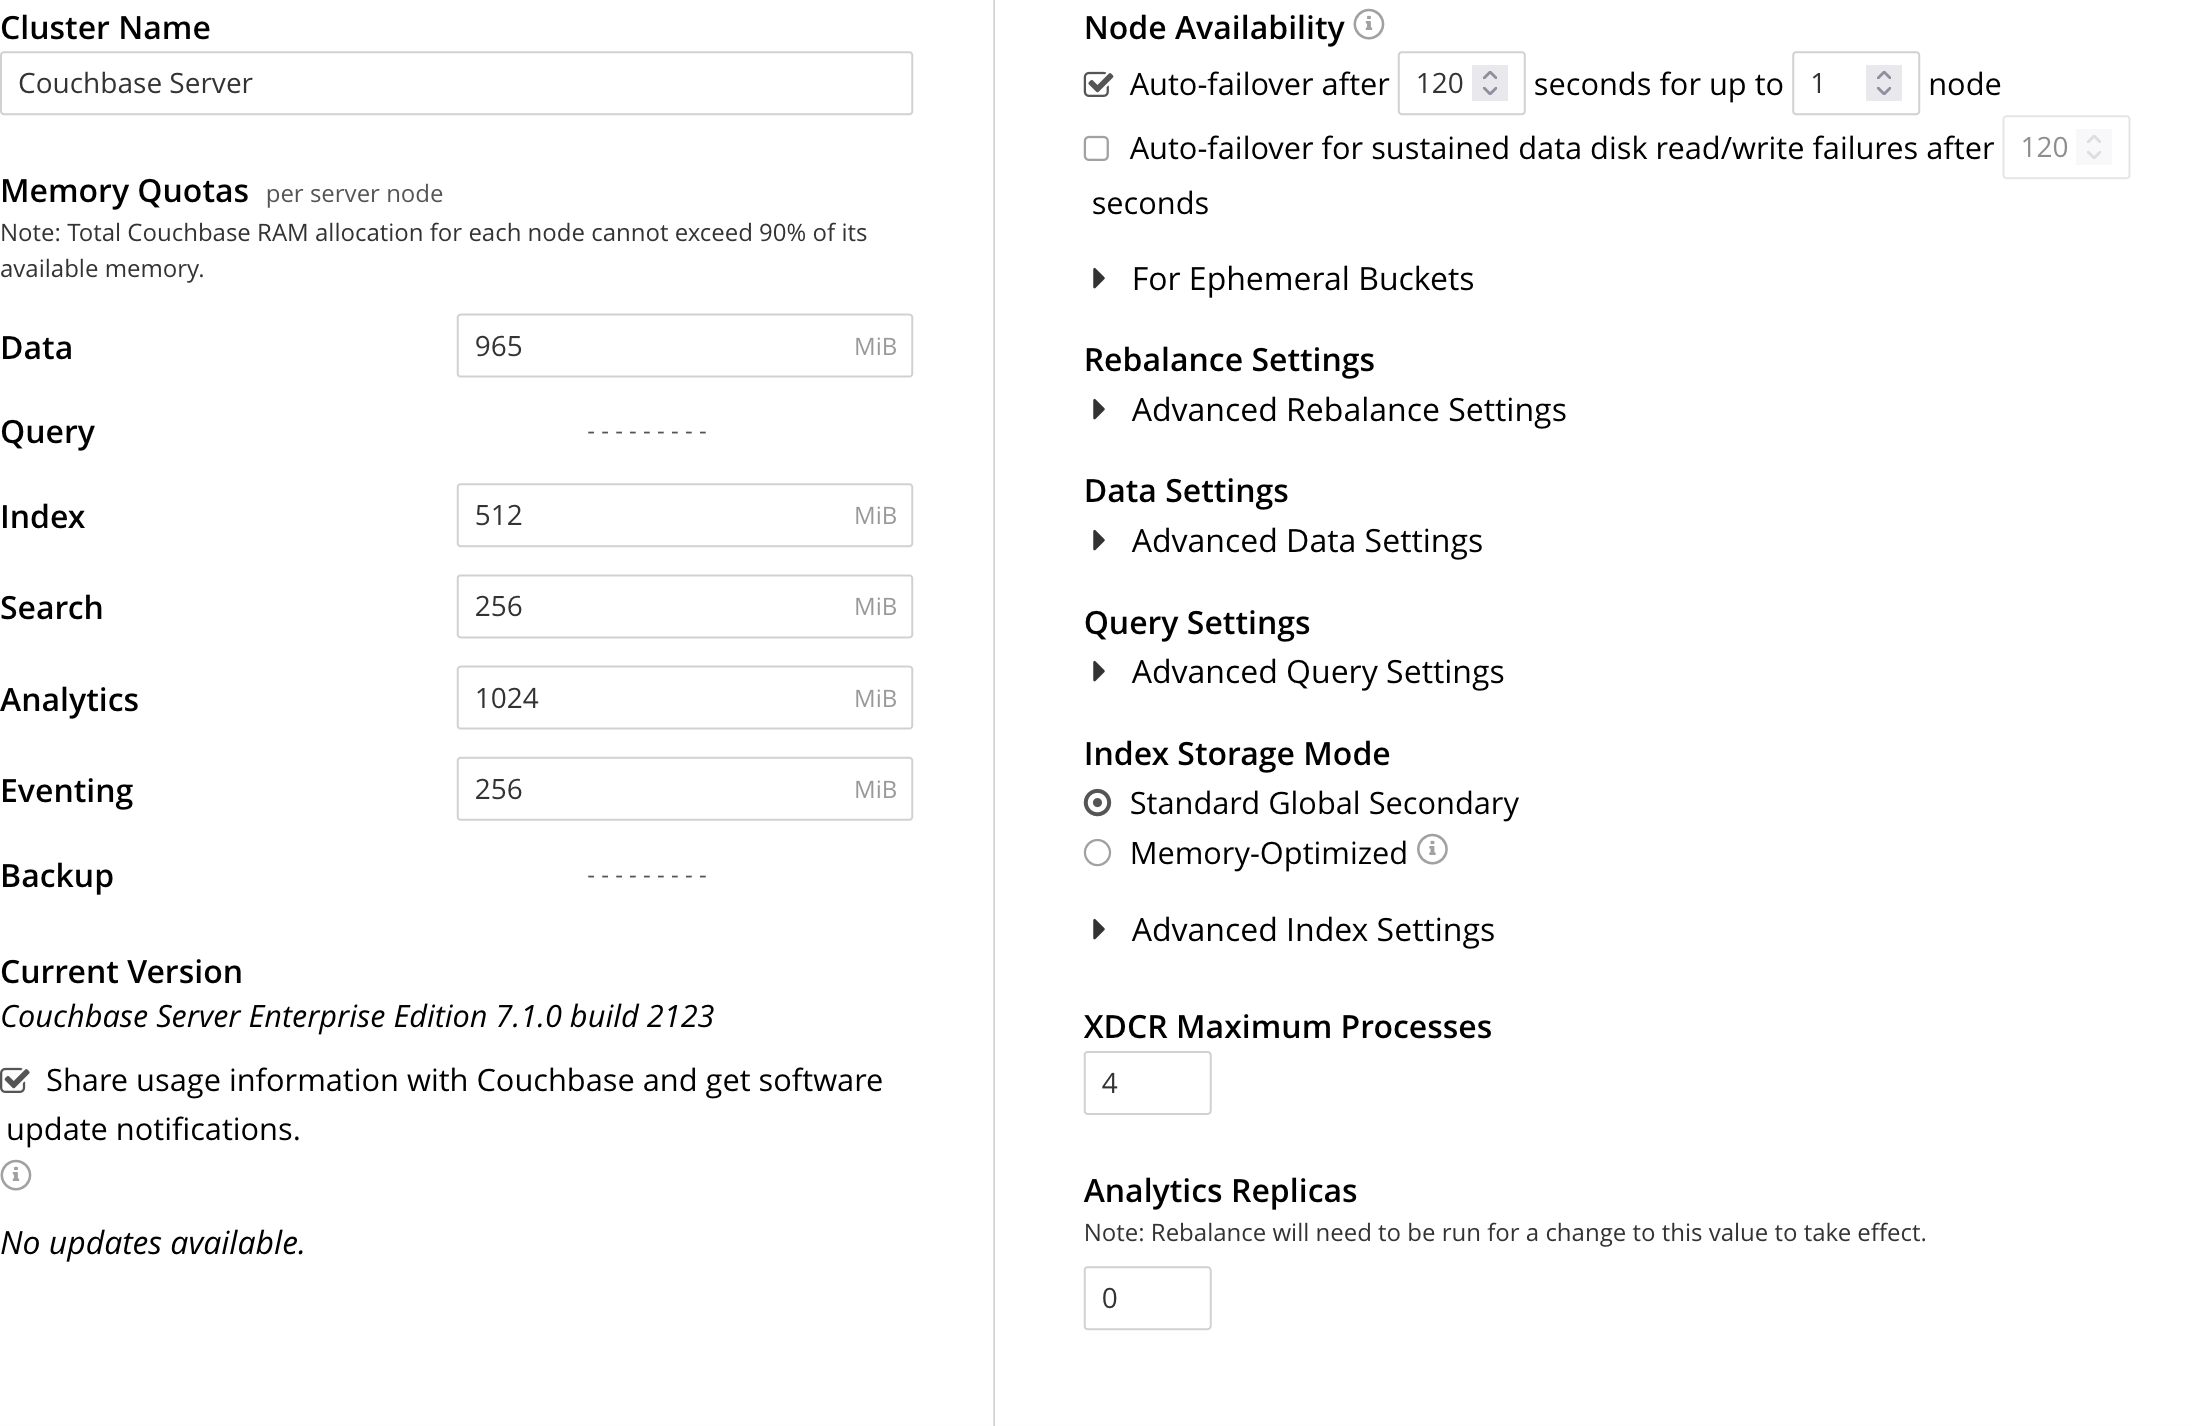 Cluster Name
Couchbase Server
Memory Quotas per server node
Note: Total Couchbase RAM allocation for each node cannot exceed 90% of its
available memory.
Data 965 MiB
Query ---------
Index 512 MiB
Search 256 MiB
Analytics 1024 MiB
Eventing 256 MiB
Backup ---------
Current Version
Couchbase Server Enterprise Edition 7.1.0 build 2123
Share usage information with Couchbase and get software
update notifications.
No updates available.
Node Availability
Auto-failover after 120 seconds for up to 1 node
Auto-failover for sustained data disk read/write failures after 120
seconds
For Ephemeral Buckets
Rebalance Settings
Advanced Rebalance Settings
Data Settings
Advanced Data Settings
Query Settings
Advanced Query Settings
Index Storage Mode
Standard Global Secondary
Memory-Optimized
Advanced Index Settings
XDCR Maximum Processes
4
Analytics Replicas
Note: Rebalance will need to be run for a change to this value to take effect.
0